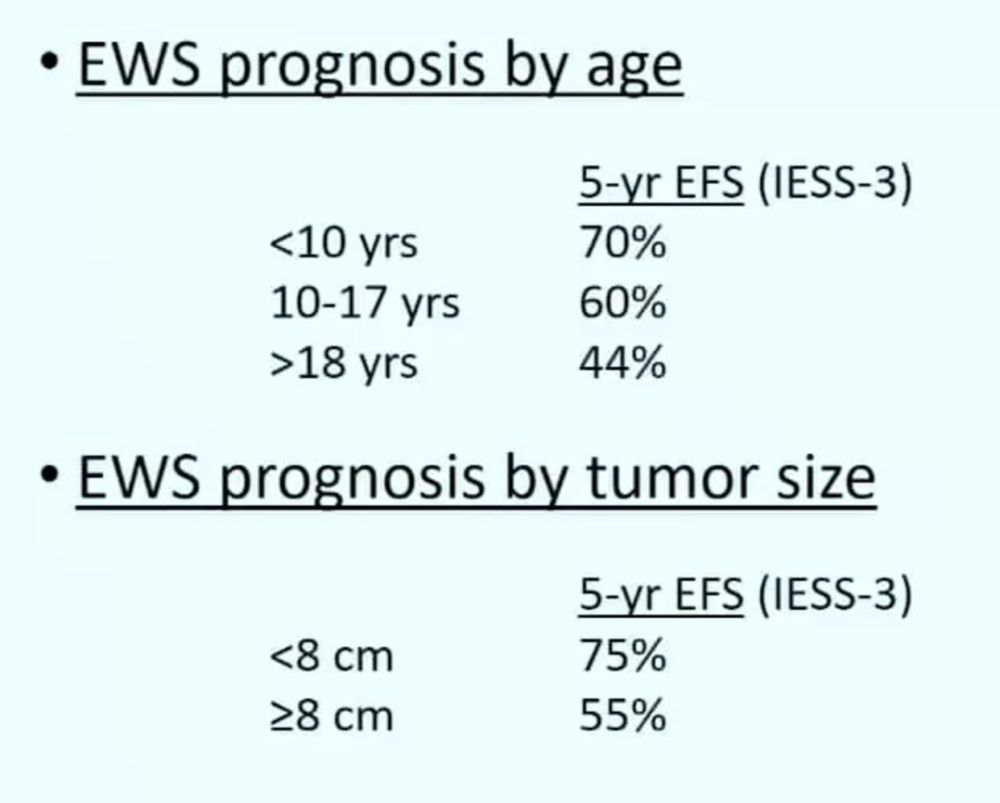 • EWS prognosis by age
5-yr EFS (IESS-3)
<10 yrs 70%
10-17 yrs 60%
>18 yrs 44%
• EWS prognosis by tumor size
5-yr EFS (IESS-3)
<8 cm 75%
≥8 cm 55%